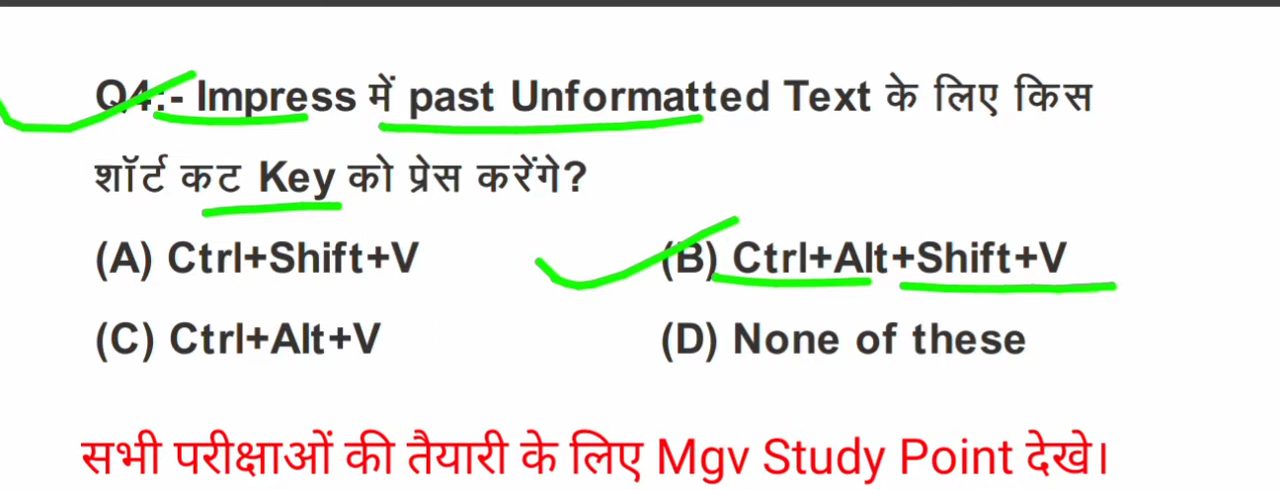 Q4:- Impress में past Unformatted Text के लिए किस
शॉर्ट कट Key को प्रेस करेंगे?
(A) Ctrl+Shift+V (B) Ctrl+Alt+Shift+V
(C) Ctrl+Alt+V (D) None of these
सभी परीक्षाओं की तैयारी के लिए Mgv Study Point देखे।